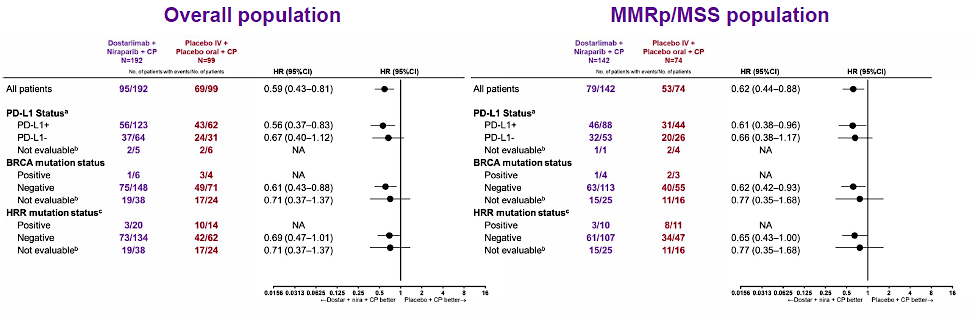 Overall population
Dostarlimab + Niraparib + CP N=192
Placebo IV + Placebo oral + CP N=99
No. of patients with events/No. of patients
HR (95%CI)
HR (95%CI)
All patients 95/192 69/99 0.59 (0.43–0.81)
PD-L1 Statusᵃ
PD-L1+ 56/123 43/62 0.56 (0.37–0.83)
PD-L1- 37/64 24/31 0.67 (0.40–1.12)
Not evaluableᵇ 2/5 2/6 NA
BRCA mutation status
Positive 1/6 3/4 NA
Negative 75/148 49/71 0.61 (0.43–0.88)
Not evaluableᵇ 19/38 17/24 0.71 (0.37–1.37)
HRR mutation statusᶜ
Positive 3/20 10/14 NA
Negative 73/134 42/62 0.69 (0.47–1.01)
Not evaluableᵇ 19/38 17/24 0.71 (0.37-1.37)
0.0156 0.0313 0.0625 0.125 0.25 0.5 1 2 4 8 16
←Dostar + nira + CP better Placebo + CP better→
MMRp/MSS population
Dostarlimab + Niraparib + CP N=142
Placebo IV + Placebo oral + CP N=74
No. of patients with events/No. of patients
HR (95%CI)
HR (95%CI)
All patients 79/142 53/74 0.62 (0.44–0.88)
PD-L1 Statusᵃ
PD-L1+ 46/88 31/44 0.61 (0.38–0.96)
PD-L1- 32/53 20/26 0.66 (0.38–1.17)
Not evaluableᵇ 1/1 2/4 NA
BRCA mutation status
Positive 1/4 2/3 NA
Negative 63/113 40/55 0.62 (0.42–0.93)
Not evaluableᵇ 15/25 11/16 0.77 (0.35–1.68)
HRR mutation statusᶜ
Positive 3/10 8/11 NA
Negative 61/107 34/47 0.65 (0.43–1.00)
Not evaluableᵇ 15/25 11/16 0.77 (0.35–1.68)
0.0156 0.0313 0.0625 0.125 0.25 0.5 1 2 4 8 16
←Dostar + nira + CP better Placebo + CP better→